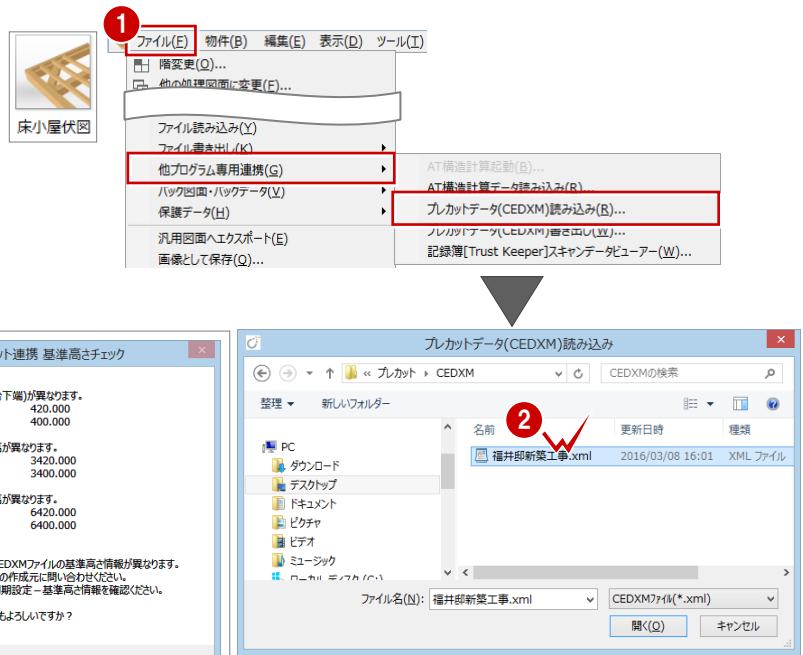 1
ファイル(F) 物件(B) 編集(E) 表示(D) ツール(T)
床小屋伏図
階変更(O)...
他の処理図面に変更(F)...
ファイル読み込み(Y)
ファイル書き出し(K)
他プログラム専用連携(G)
バック図面・バックデータ(V)
保護データ(H)
汎用図面へエクスポート(E)
画像として保存(Q)...
AT構造計算起動(B)...
AT構造計算データ読み込み(R)...
プレカットデータ(CEDXM)読み込み(R)...
プレカットデータ(CEDXM)書き出し(W)...
記録簿[Trust Keeper]スキャンデータビューアー(W)...
ット連携 基準高さチェック
下端)が異なります。
420.000
400.000
が異なります。
3420.000
3400.000
が異なります。
6420.000
6400.000
EDXMファイルの基準高さ情報が異なります。
の作成元に問い合わせください。
期設定－基準高さ情報を確認ください。
もよろしいですか？
プレカットデータ(CEDXM)読み込み
« プレカット ▸ CEDXM
CEDXMの検索
整理 ▼ 新しいフォルダー
2
名前 更新日時 種類
福井邸新築工事.xml 2016/03/08 16:01 XML ファイル
PC
ダウンロード
デスクトップ
ドキュメント
ピクチャ
ビデオ
ミュージック
ローカル ディスク (C:)
ファイル名(N): 福井邸新築工事.xml CEDXMファイル(*.xml)
開く(O) キャンセル